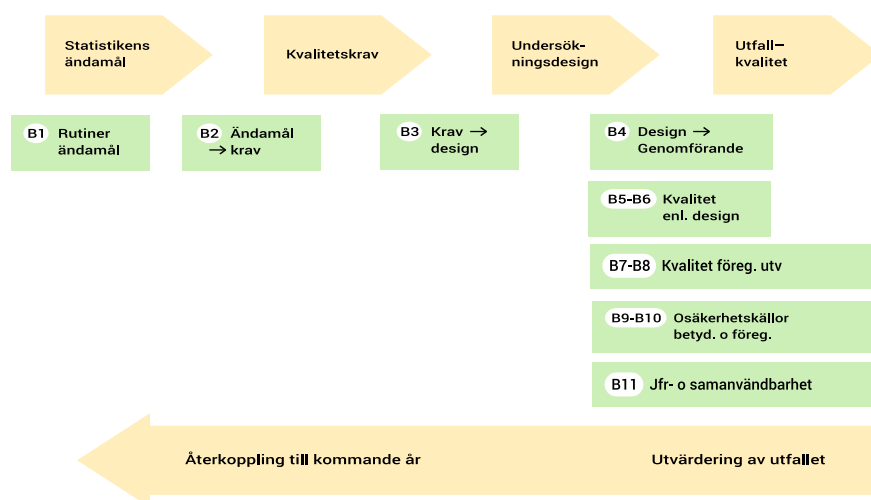 Statistikens
ändamål
Kvalitetskrav
Undersök-
ningsdesign
Utfall–
kvalitet
B1 Rutiner
ändamål
B2 Ändamål
→ krav
B3 Krav →
design
B4 Design →
Genomförande
B5-B6 Kvalitet
enl. design
B7-B8 Kvalitet föreg. utv
B9-B10 Osäkerhetskällor
betyd. o föreg.
B11 Jfr- o samanvändbarhet
Återkoppling till kommande år
Utvärdering av utfallet